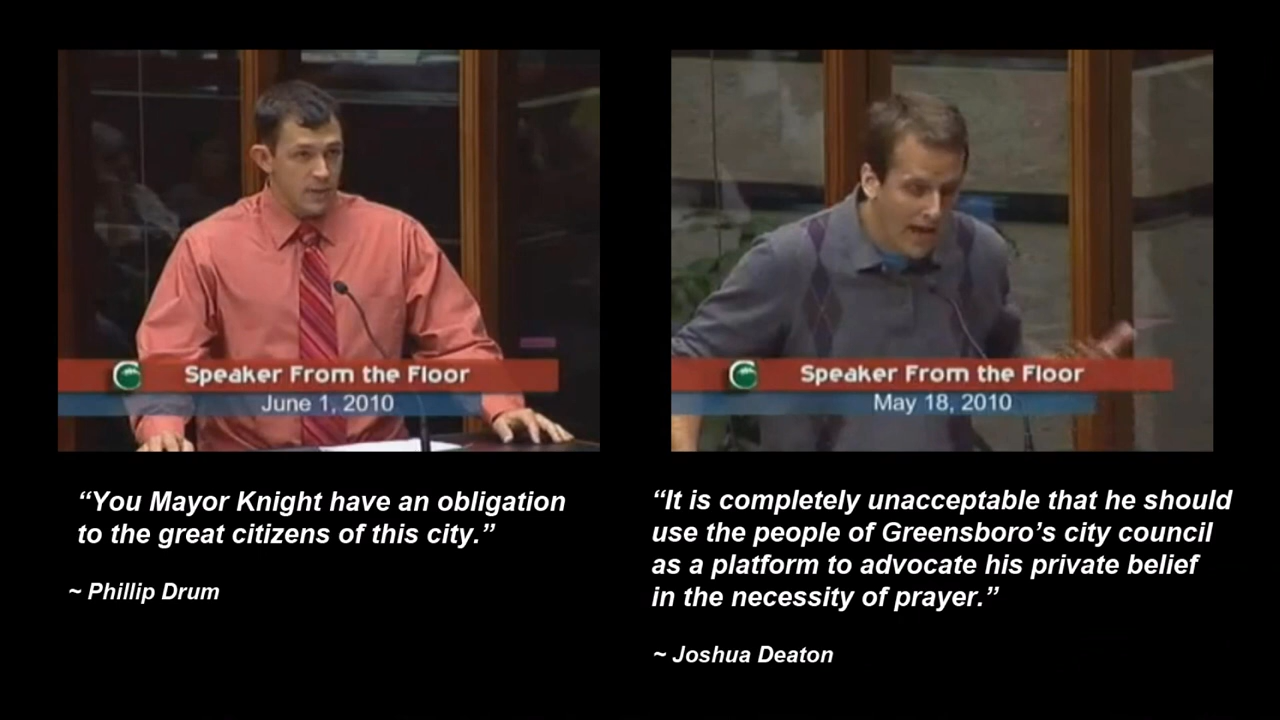 Speaker From the Floor
June 1, 2010
“You Mayor Knight have an obligation
to the great citizens of this city.”
~ Phillip Drum
Speaker From the Floor
May 18, 2010
“It is completely unacceptable that he should
use the people of Greensboro’s city council
as a platform to advocate his private belief
in the necessity of prayer.”
~ Joshua Deaton